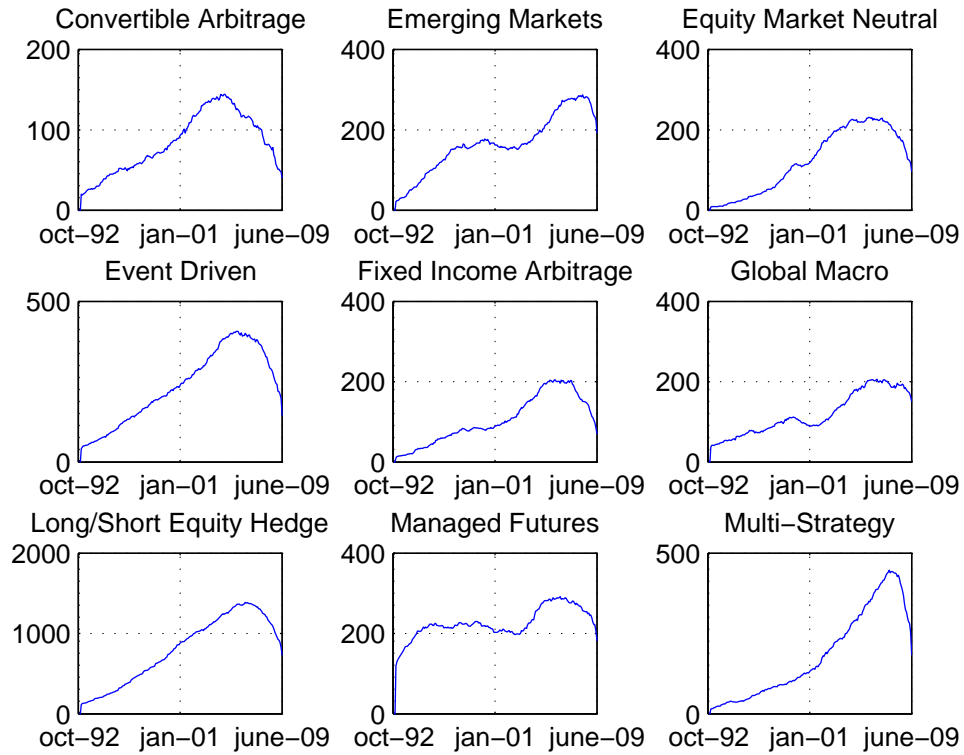 Convertible Arbitrage
Emerging Markets
Equity Market Neutral
200
100
0
400
200
0
400
200
0
oct−92 jan−01 june−09
oct−92 jan−01 june−09
oct−92 jan−01 june−09
Event Driven
Fixed Income Arbitrage
Global Macro
500
0
400
200
0
400
200
0
oct−92 jan−01 june−09
oct−92 jan−01 june−09
oct−92 jan−01 june−09
Long/Short Equity Hedge
Managed Futures
Multi−Strategy
2000
1000
0
400
200
0
500
0
oct−92 jan−01 june−09
oct−92 jan−01 june−09
oct−92 jan−01 june−09